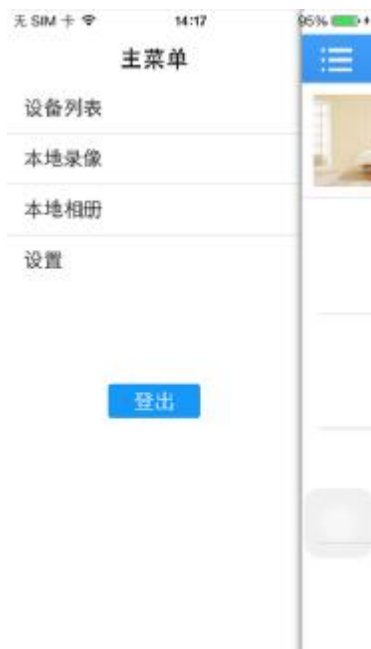 无 SIM 卡 14:17 95%
主菜单
设备列表
本地录像
本地相册
设置
登出